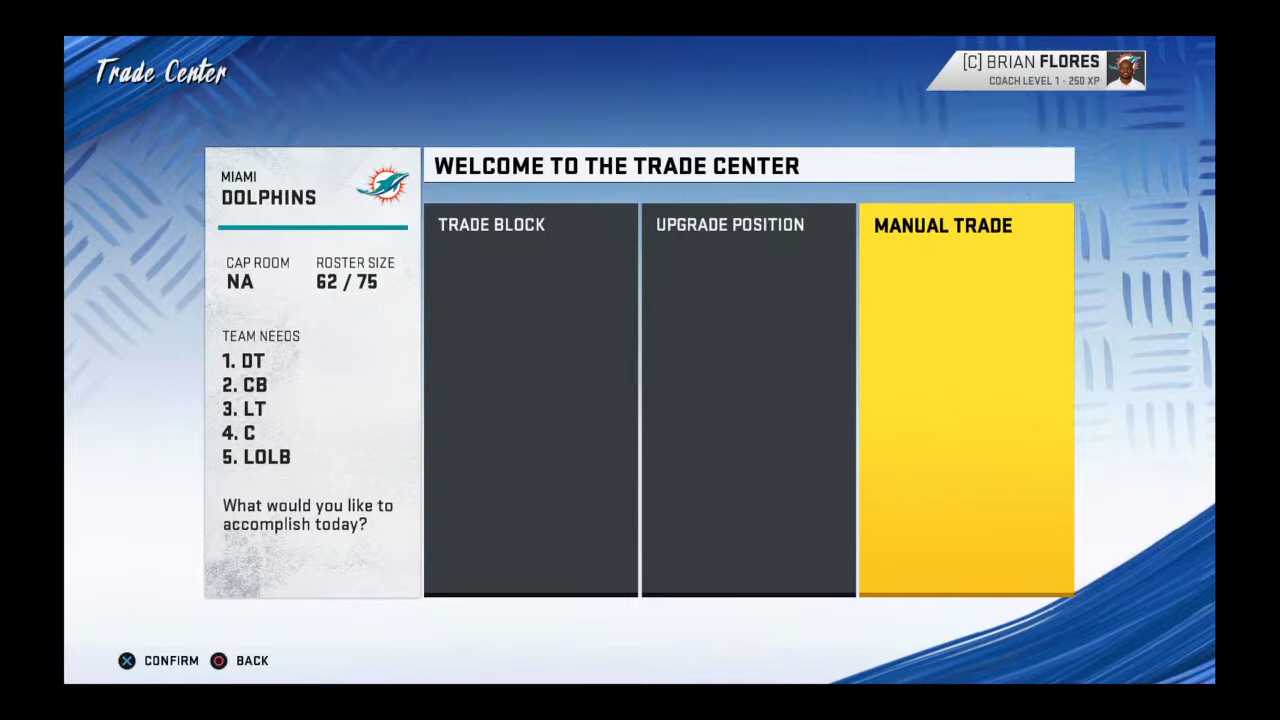 Trade Center
[C] BRIAN FLORES
COACH LEVEL 1 - 250 XP
MIAMI
DOLPHINS
CAP ROOM ROSTER SIZE
NA 62 / 75
TEAM NEEDS
1. DT
2. CB
3. LT
4. C
5. LOLB
What would you like to
accomplish today?
WELCOME TO THE TRADE CENTER
TRADE BLOCK
UPGRADE POSITION
MANUAL TRADE
CONFIRM BACK